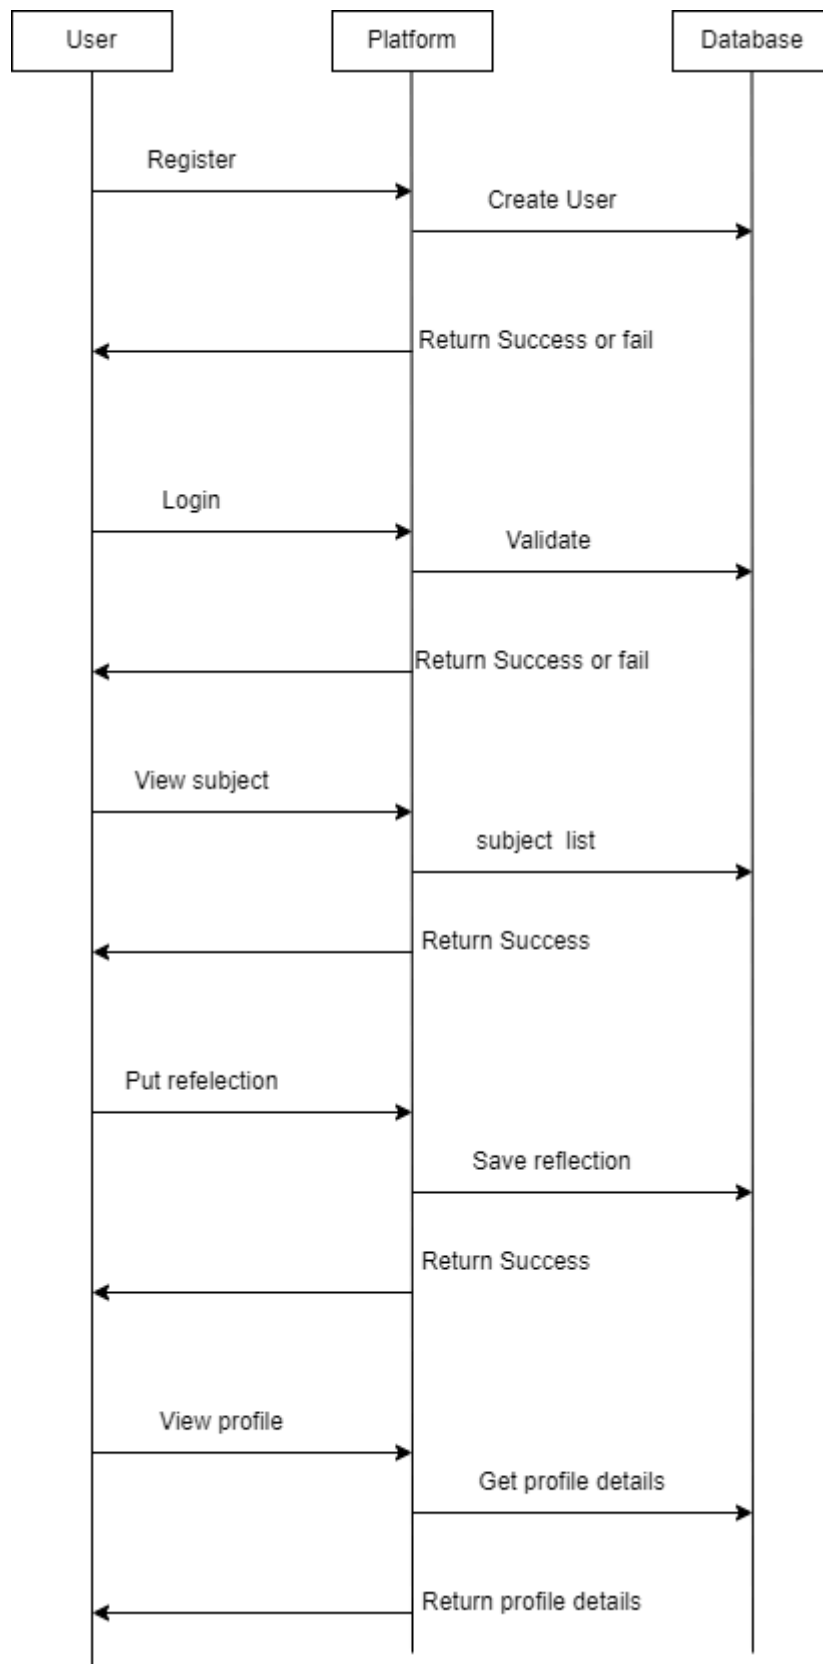 User
Platform
Database
Register
Create User
Return Success or fail
Login
Validate
Return Success or fail
View subject
subject  list
Return Success
Put refelection
Save reflection
Return Success
View profile
Get profile details
Return profile details